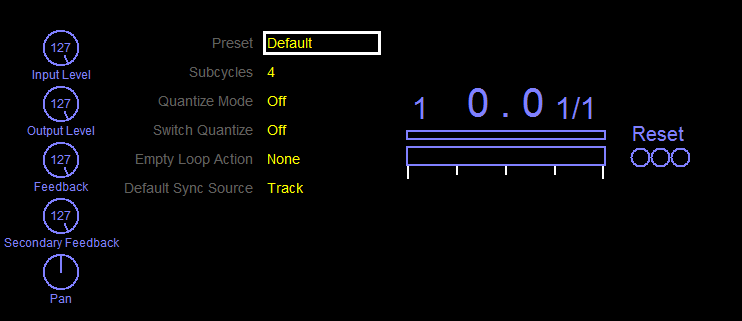 127
Input Level
127
Output Level
127
Feedback
127
Secondary Feedback
Pan
Preset Default
Subcycles 4
Quantize Mode Off
Switch Quantize Off
Empty Loop Action None
Default Sync Source Track
1 0.0 1/1
Reset